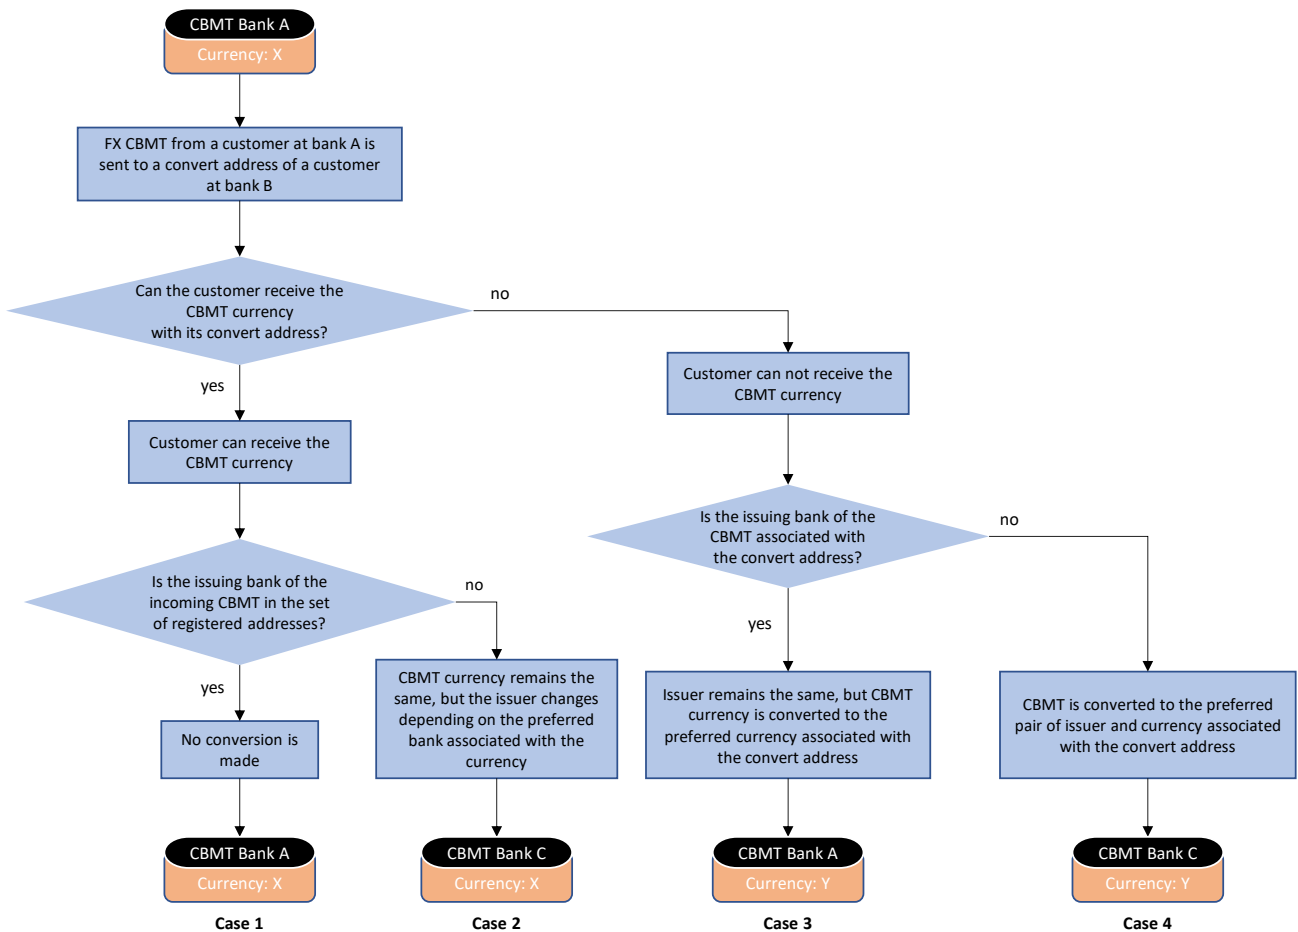 CBMT Bank A
Currency: X
FX CBMT from a customer at bank A is
sent to a convert address of a customer
at bank B
Can the customer receive the
CBMT currency
with its convert address?
no
yes
Customer can not receive the
CBMT currency
Customer can receive the
CBMT currency
Is the issuing bank of the
CBMT associated with
the convert address?
no
yes
Is the issuing bank of the
incoming CBMT in the set
of registered addresses?
no
yes
No conversion is
made
CBMT currency remains the
same, but the issuer changes
depending on the preferred
bank associated with the
currency
Issuer remains the same, but CBMT
currency is converted to the
preferred currency associated with
the convert address
CBMT is converted to the preferred
pair of issuer and currency associated
with the convert address
CBMT Bank A
Currency: X
Case 1
CBMT Bank C
Currency: X
Case 2
CBMT Bank A
Currency: Y
Case 3
CBMT Bank C
Currency: Y
Case 4